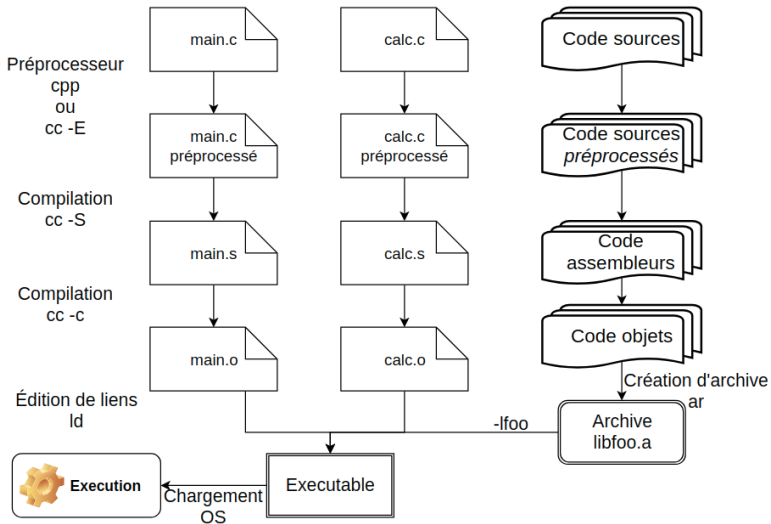 main.c
calc.c
Code sources
Préprocesseur
cpp
ou
cc -E
main.c
préprocessé
calc.c
préprocessé
Code sources
préprocessés
Compilation
cc -S
main.s
calc.s
Code
assembleurs
Compilation
cc -c
main.o
calc.o
Code objets
Création d'archive
ar
Édition de liens
ld
-lfoo
Archive
libfoo.a
Execution
Chargement
OS
Executable